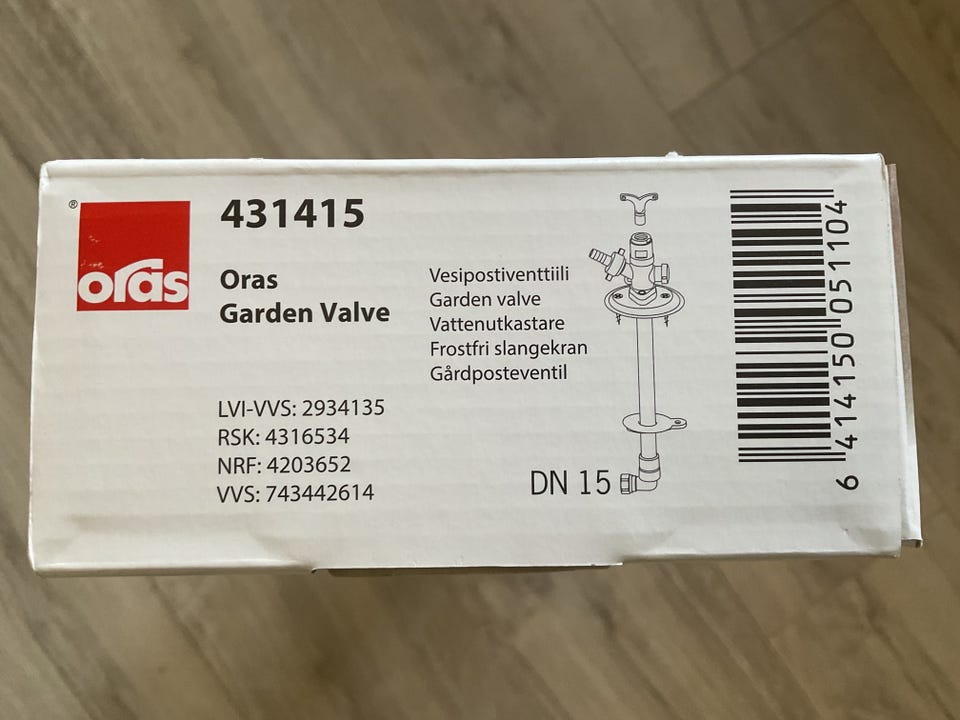 ®
oras
431415
Oras
Garden Valve
Vesipostiventtiili
Garden valve
Vattenutkastare
Frostfri slangekran
Gårdposteventil
LVI-VVS: 2934135
RSK: 4316534
NRF: 4203652
VVS: 743442614
DN 15
6 414150 051104